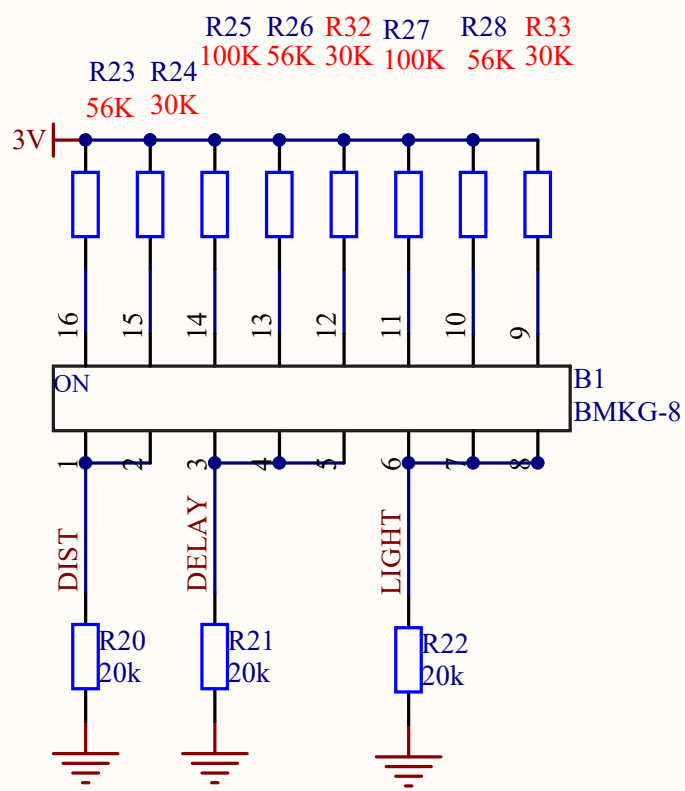 R25 R26 R32 R27 R28 R33
100K 56K 30K 100K 56K 30K
R23 R24
56K 30K
3V
16 15 14 13 12 11 10 9
ON
B1
BMKG-8
1 2 3 4 5 6 7 8
DIST DELAY LIGHT
R20 R21 R22
20k 20k 20k